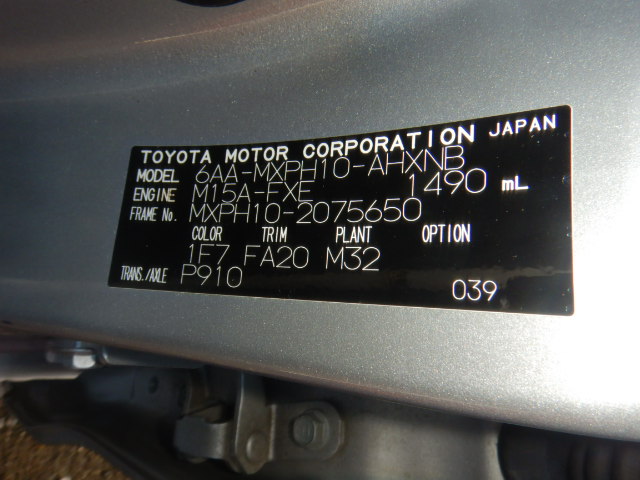 TOYOTA MOTOR CORPORATION JAPAN
MODEL 6AA-MXPH10-AHXNB
ENGINE M15A-FXE 1490 mL
FRAME No. MXPH10-2075650
COLOR TRIM PLANT OPTION
1F7 FA20 M32
TRANS./AXLE P910
039